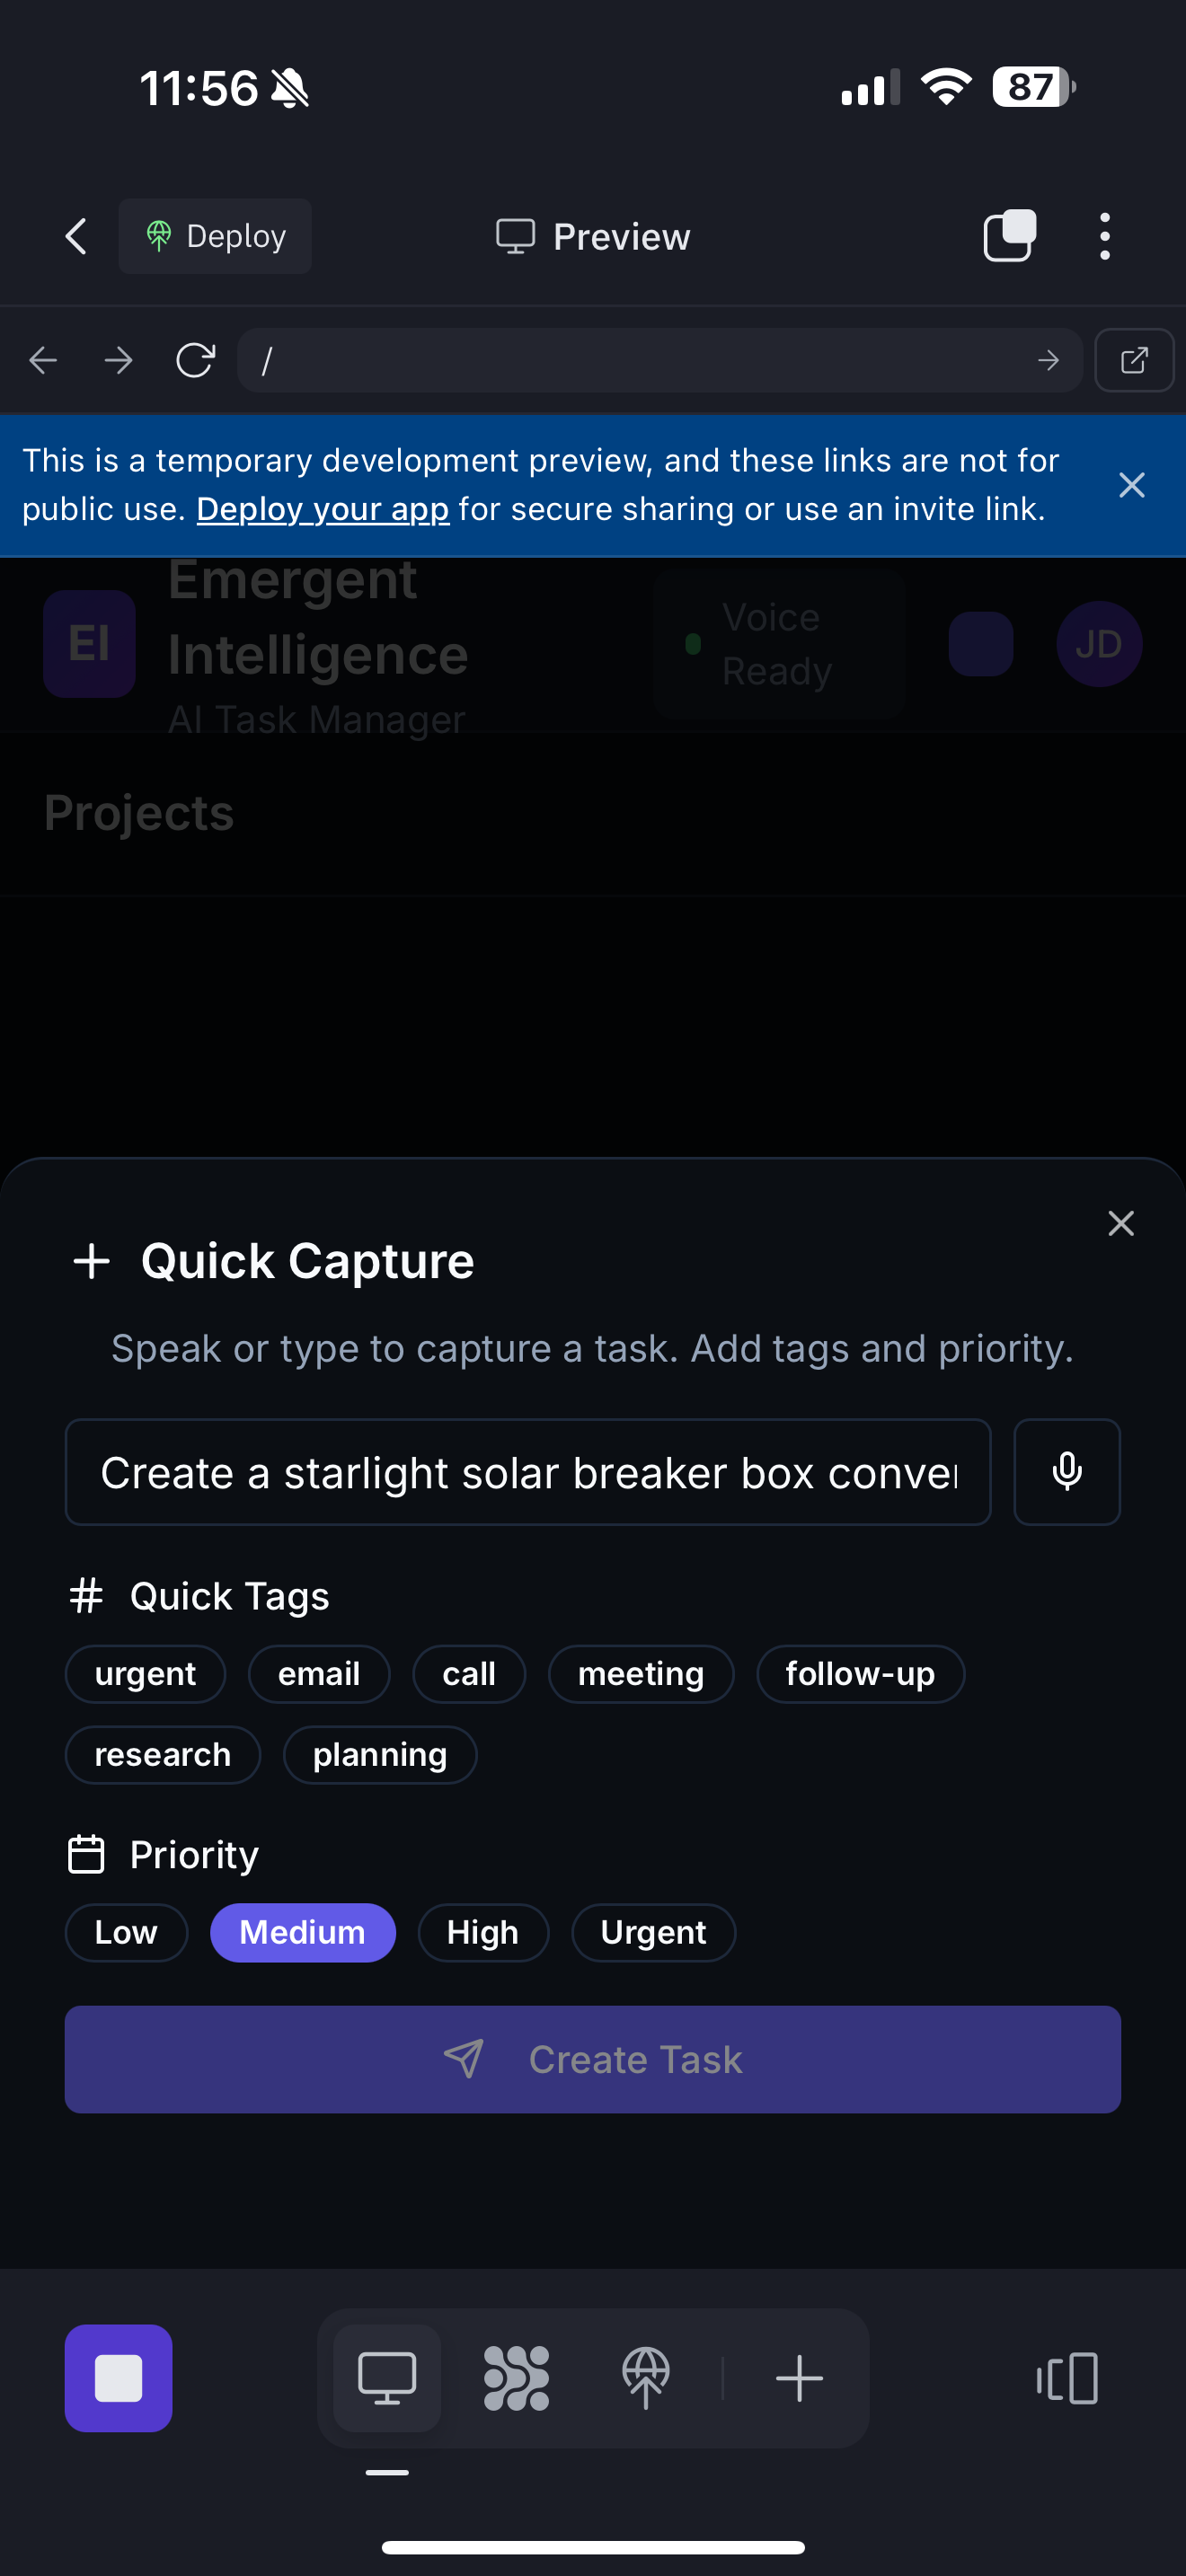 11:56
87
Deploy
Preview
/
This is a temporary development preview, and these links are not for
public use. Deploy your app for secure sharing or use an invite link.
EI
Emergent
Intelligence
AI Task Manager
Voice
Ready
JD
Projects
Quick Capture
Speak or type to capture a task. Add tags and priority.
Create a starlight solar breaker box
Quick Tags
urgent email call meeting follow-up
research planning
Priority
Low Medium High Urgent
Create Task